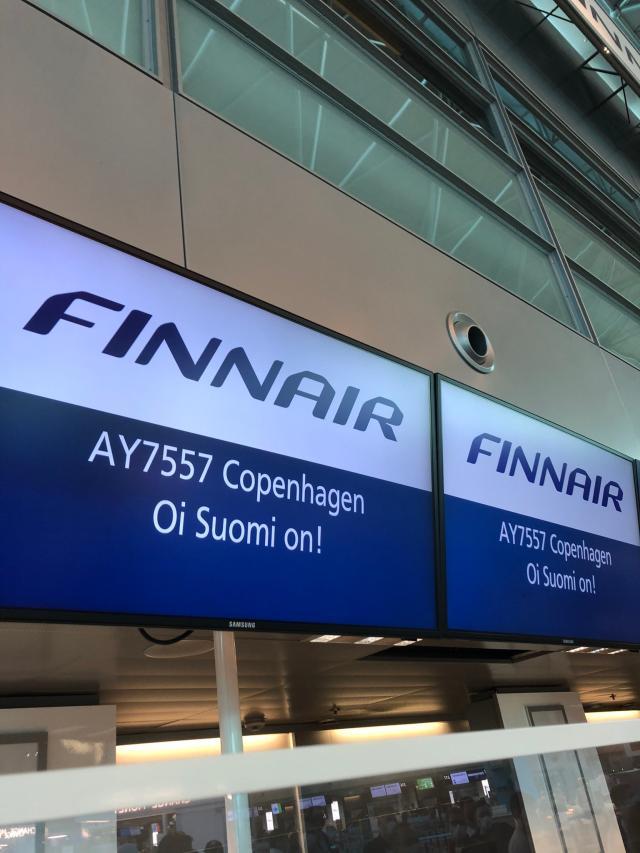 FINNAIR
AY7557 Copenhagen
Oi Suomi on!
SAMSUNG
FINNAIR
AY7557 Copenhagen
Oi Suomi on!
SAMSUNG